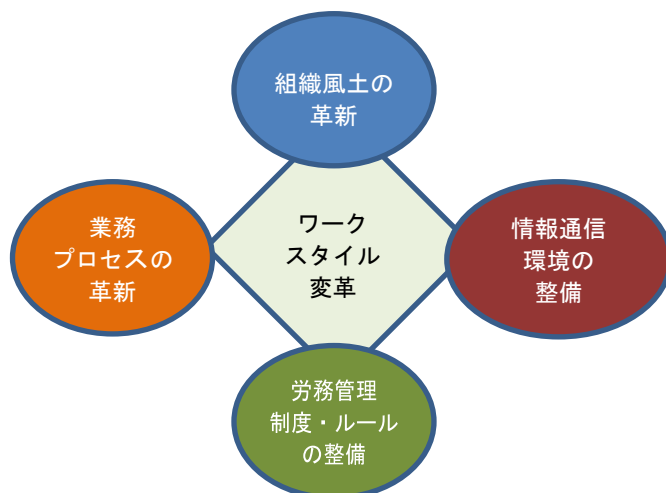 組織風土の
革新
業務
プロセスの
革新
ワーク
スタイル
変革
情報通信
環境の
整備
労務管理
制度・ルール
の整備